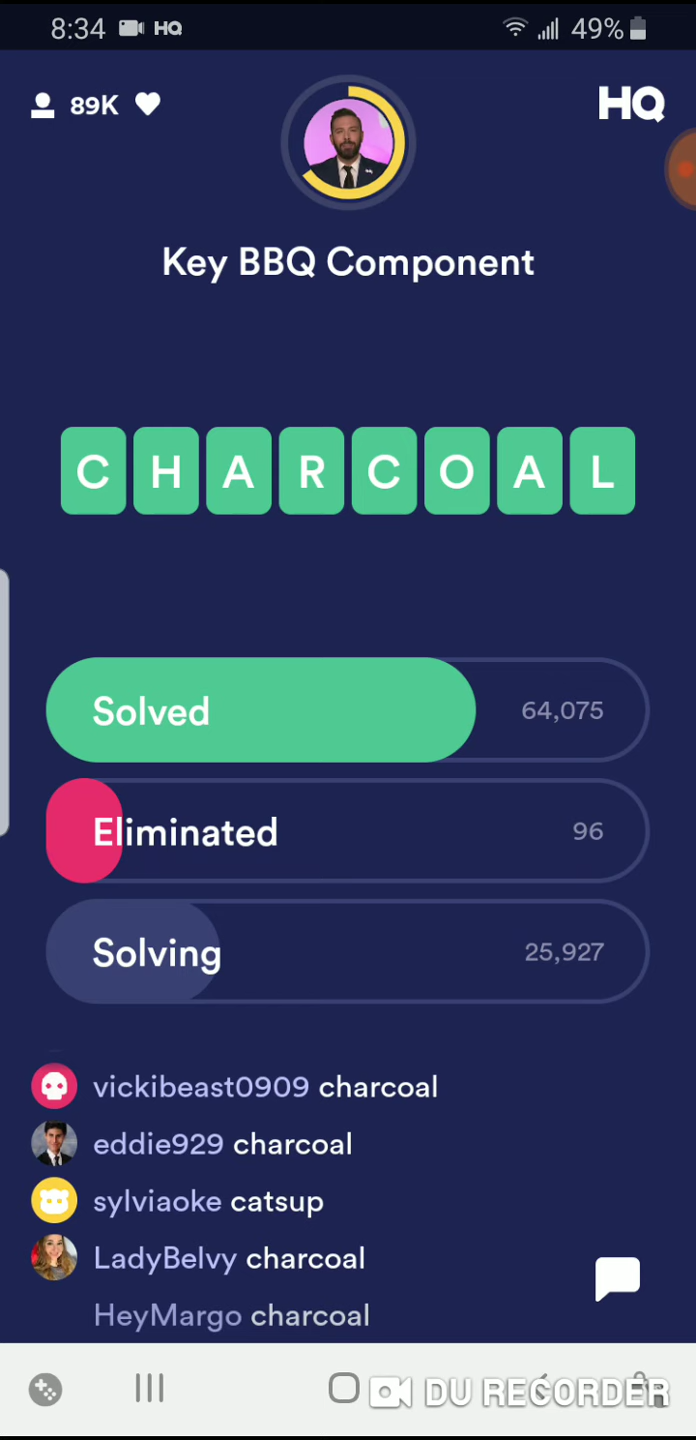 8:34 HQ 49%
89K HQ
Key BBQ Component
CHARCOAL
Solved 64,075
Eliminated 96
Solving 25,927
vickibeast0909 charcoal
eddie929 charcoal
sylviaoke catsup
LadyBelvy charcoal
HeyMargo charcoal
DU RECORDER